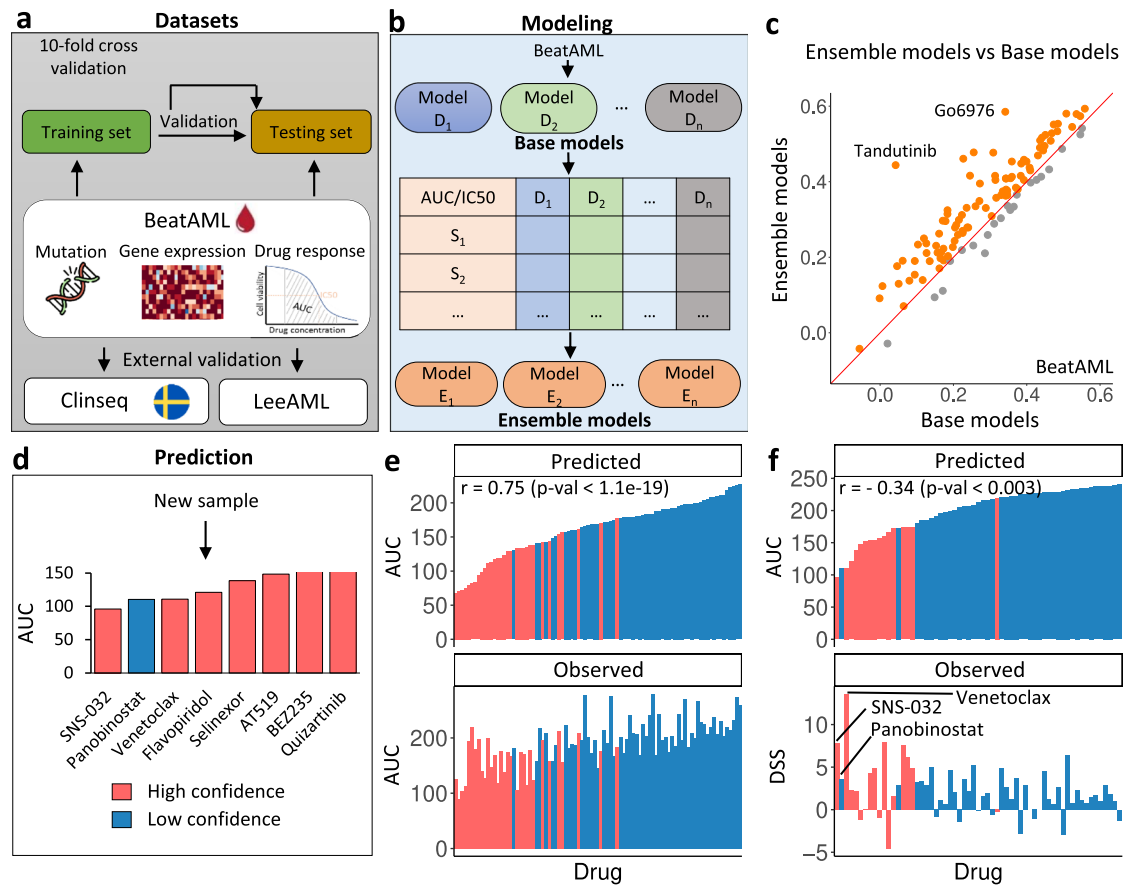 a
Datasets
10-fold cross
validation
Training set
Validation
Testing set
BeatAML
Mutation
Gene expression
Drug response
Cell viability
IC50
AUC
Drug concentration
External validation
Clinseq
LeeAML
b
Modeling
BeatAML
Model
D1
Model
D2
...
Model
Dn
Base models
AUC/IC50 D1 D2 ... Dn
S1
S2
... ... ... ... ...
Model
E1
Model
E2
...
Model
En
Ensemble models
c
Ensemble models vs Base models
Ensemble models
0.6
0.4
0.2
0.0
Go6976
Tandutinib
BeatAML
0.0 0.2 0.4 0.6
Base models
d
Prediction
New sample
AUC
150
100
50
0
SNS-032
Panobinostat
Venetoclax
Flavopiridol
Selinexor
AT519
BEZ235
Quizartinib
High confidence
Low confidence
e
Predicted
r = 0.75 (p-val < 1.1e-19)
AUC
200
150
100
50
0
Observed
AUC
200
100
0
Drug
f
Predicted
r = - 0.34 (p-val < 0.003)
AUC
250
200
150
100
50
0
Observed
Venetoclax
SNS-032
Panobinostat
DSS
10
5
0
−5
Drug